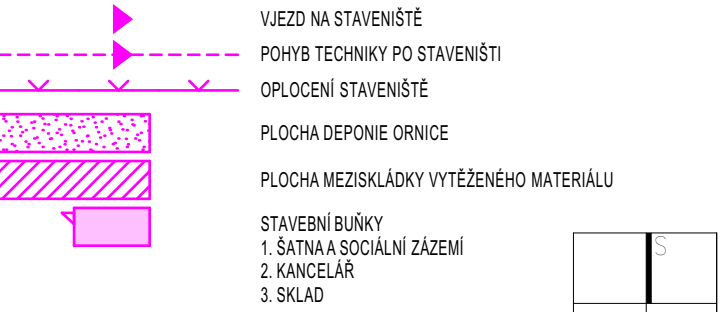 VJEZD NA STAVENIŠTĚ
POHYB TECHNIKY PO STAVENIŠTI
OPLOCENÍ STAVENIŠTĚ
PLOCHA DEPONIE ORNICE
PLOCHA MEZISKLÁDKY VYTĚŽENÉHO MATERIÁLU
STAVEBNÍ BUŇKY
1. ŠATNA A SOCIÁLNÍ ZÁZEMÍ
2. KANCELÁŘ
3. SKLAD
S